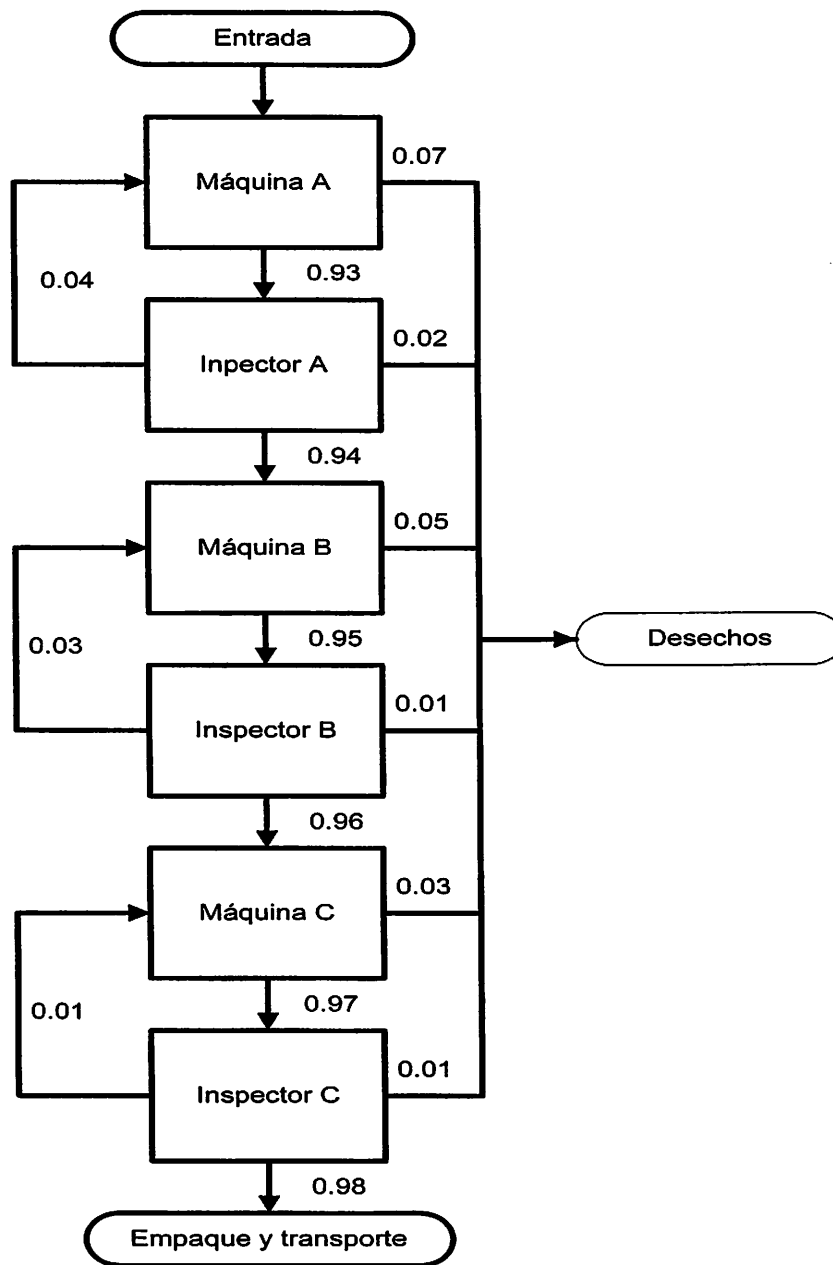 Entrada
Máquina A
0.07
0.04
0.93
Inpector A
0.02
0.94
Máquina B
0.05
0.03
0.95
Desechos
Inspector B
0.01
0.96
Máquina C
0.03
0.01
0.97
Inspector C
0.01
0.98
Empaque y transporte